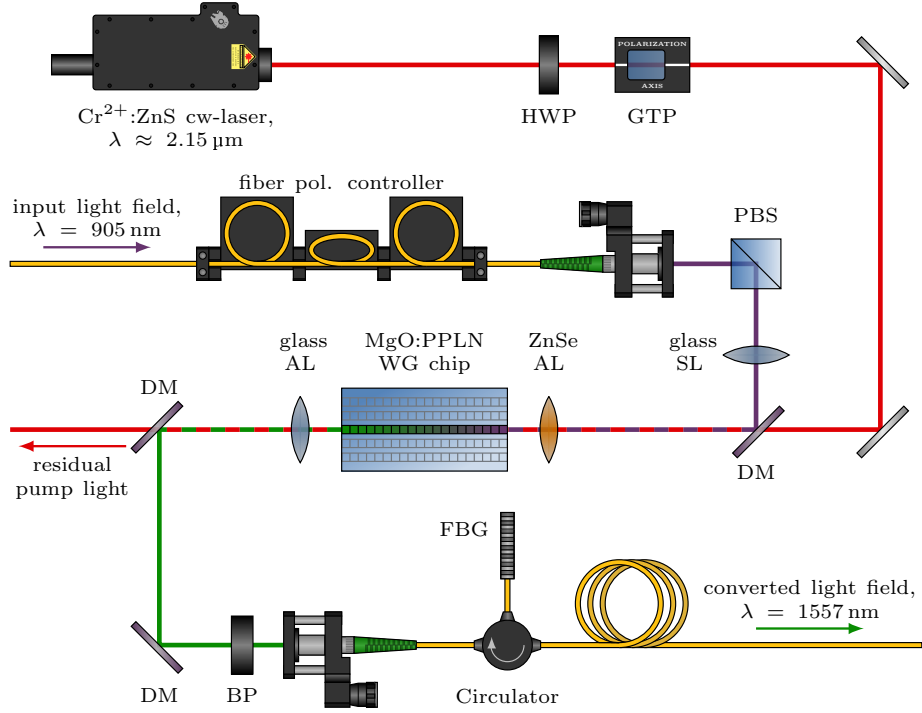 POLARIZATION
AXIS
Cr²⁺:ZnS cw-laser,
λ ≈ 2.15 µm
HWP
GTP
fiber pol. controller
input light field,
λ = 905 nm
PBS
glass
AL
MgO:PPLN
WG chip
ZnSe
AL
glass
SL
DM
residual
pump light
DM
FBG
converted light field,
λ = 1557 nm
DM
BP
Circulator